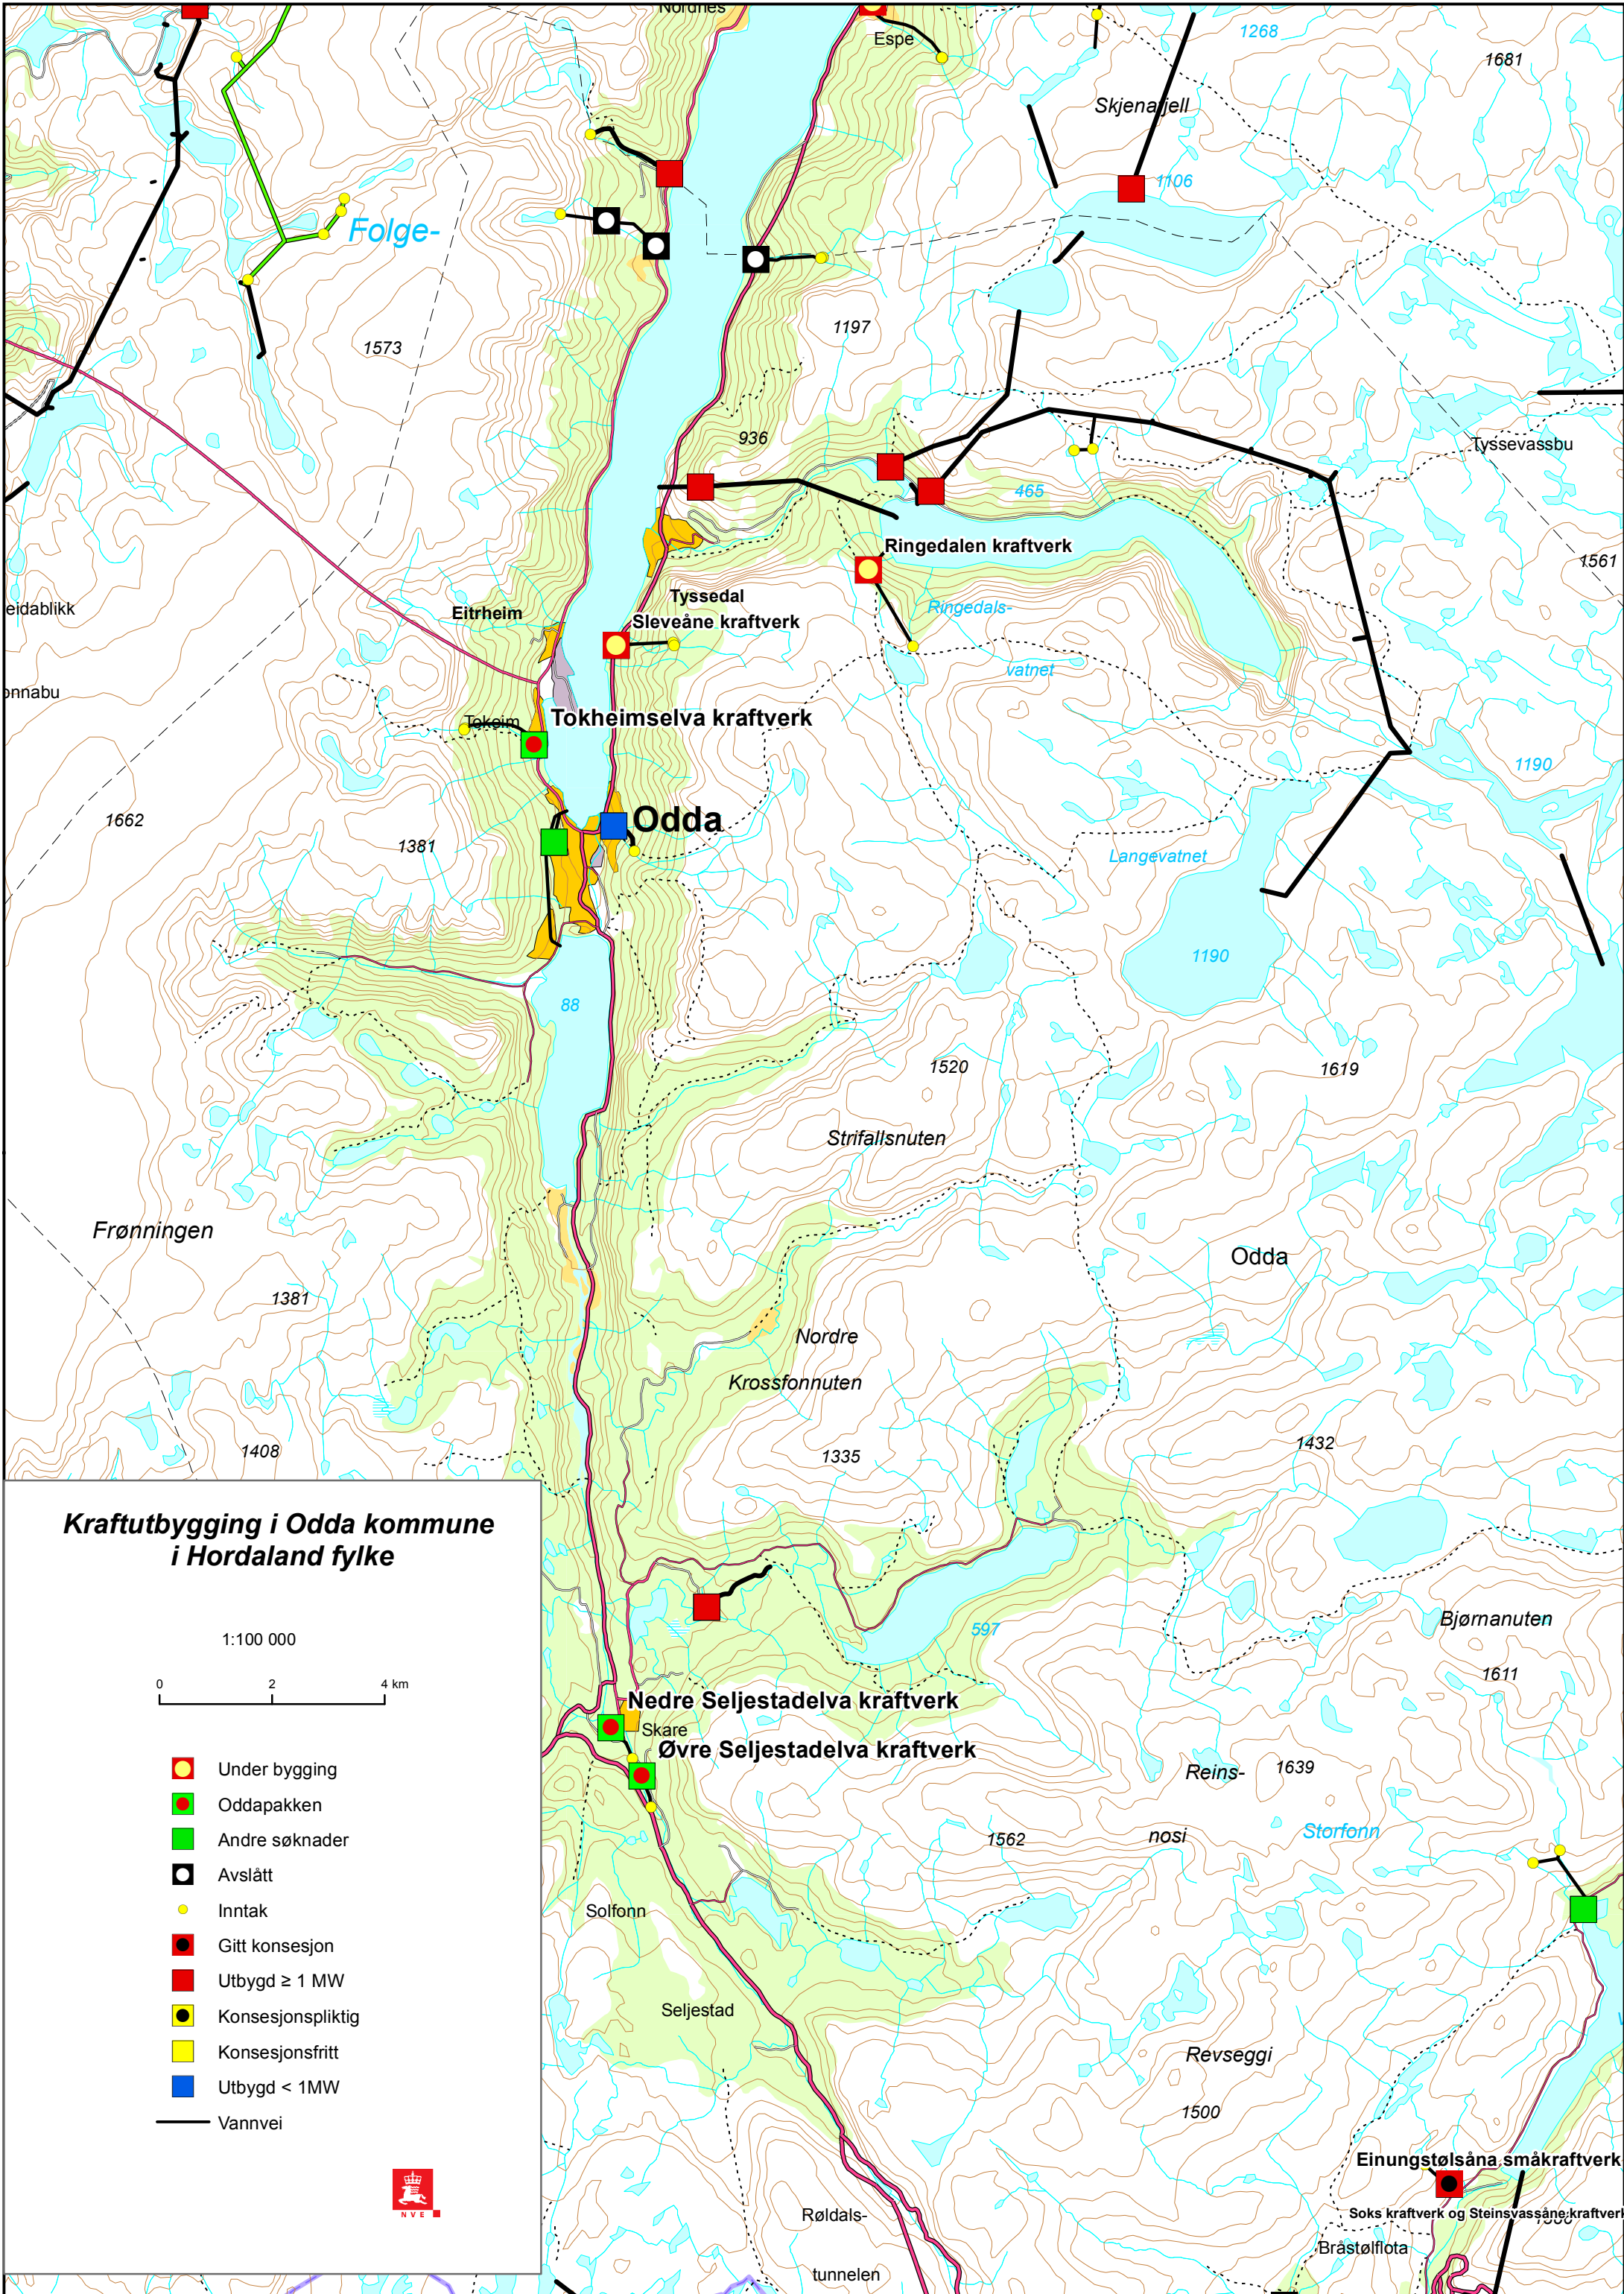 Nordnes
Espe
1268
1681
Skjenafjell
1106
Folge-
1573
1197
936
Tyssevassbu
465
Ringedalen kraftverk
1561
Eitrheim
Tyssedal
Sleveåne kraftverk
Ringedals-
vatnet
eidablikk
onnabu
Tokeim
Tokheimselva kraftverk
1190
1662
1381
Odda
Langevatnet
1190
88
1520
1619
Strifallsnuten
Frønningen
Odda
1381
Nordre
Krossfonnuten
1408
1335
1432
Kraftutbygging i Odda kommune
i Hordaland fylke
1:100 000
0 2 4 km
597
Bjørnanuten
1611
Nedre Seljestadelva kraftverk
Skare
Øvre Seljestadelva kraftverk
Reins-
1639
nosi
Storfonn
1562
Under bygging
Oddapakken
Andre søknader
Avslått
Inntak
Gitt konsesjon
Utbygd ≥ 1 MW
Konsesjonspliktig
Konsesjonsfritt
Utbygd < 1MW
Vannvei
NVE
Solfonn
Seljestad
Revseggi
1500
Einungstølsåna småkraftverk
Soks kraftverk og Steinsvassåne kraftverk
Bråstølflota
Røldals-
tunnelen